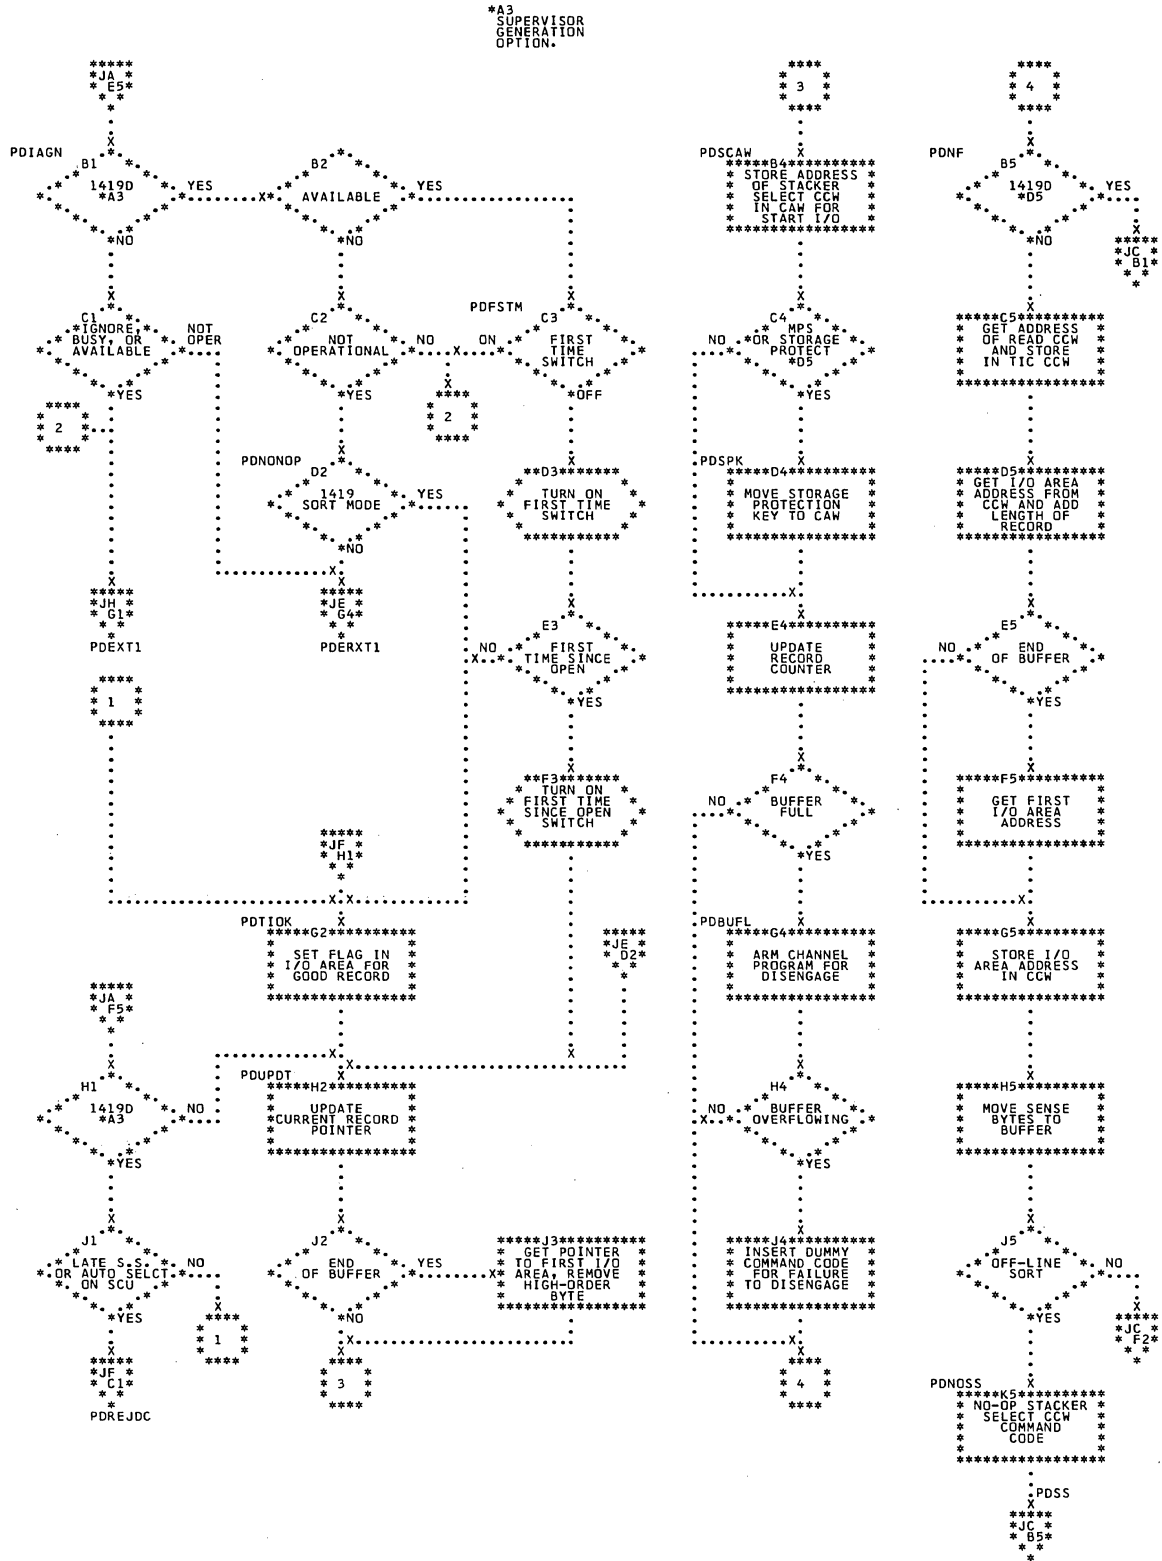 *A3
SUPERVISOR
GENERATION
OPTION.
JA
E5
PDIAGN
B1
1419D
*A3
YES
NO
B2
AVAILABLE
YES
NO
C1
IGNORE,
BUSY, OR
AVAILABLE
NOT
OPER
YES
2
C2
NOT
OPERATIONAL
NO
YES
2
PDFSTM
C3
ON
FIRST
TIME
SWITCH
OFF
PDNONOP
D2
1419
SORT MODE
YES
NO
D3
TURN ON
FIRST TIME
SWITCH
JH
G1
PDEXT1
JE
G4
PDERXT1
E3
NO
FIRST
TIME SINCE
OPEN
YES
1
F3
TURN ON
FIRST TIME
SINCE OPEN
SWITCH
JF
H1
PDTIOK
G2
SET FLAG IN
I/O AREA FOR
GOOD RECORD
JE
D2
JA
F5
H1
1419D
*A3
NO
YES
PDUPDT
H2
UPDATE
CURRENT RECORD
POINTER
J1
LATE S.S.
OR AUTO SELCT
ON SCU
NO
YES
1
JF
C1
PDREJDC
J2
END
OF BUFFER
YES
NO
J3
GET POINTER
TO FIRST I/O
AREA, REMOVE
HIGH-ORDER
BYTE
3
3
PDSCAW
B4
STORE ADDRESS
OF STACKER
SELECT CCW
IN CAW FOR
START I/O
C4
NO
MPS
OR STORAGE
PROTECT
*D5
YES
PDSPK
D4
MOVE STORAGE
PROTECTION
KEY TO CAW
E4
UPDATE
RECORD
COUNTER
F4
NO
BUFFER
FULL
YES
PDBUFL
G4
ARM CHANNEL
PROGRAM FOR
DISENGAGE
H4
NO
BUFFER
OVERFLOWING
YES
J4
INSERT DUMMY
COMMAND CODE
FOR FAILURE
TO DISENGAGE
4
4
PDNF
B5
1419D
*D5
YES
NO
JC
B1
C5
GET ADDRESS
OF READ CCW
AND STORE
IN TIC CCW
D5
GET I/O AREA
ADDRESS FROM
CCW AND ADD
LENGTH OF
RECORD
E5
NO
END
OF BUFFER
YES
F5
GET FIRST
I/O AREA
ADDRESS
G5
STORE I/O
AREA ADDRESS
IN CCW
H5
MOVE SENSE
BYTES TO
BUFFER
J5
OFF-LINE
SORT
NO
YES
JC
F2
PDNOSS
K5
NO-OP STACKER
SELECT CCW
COMMAND
CODE
PDSS
JC
B5